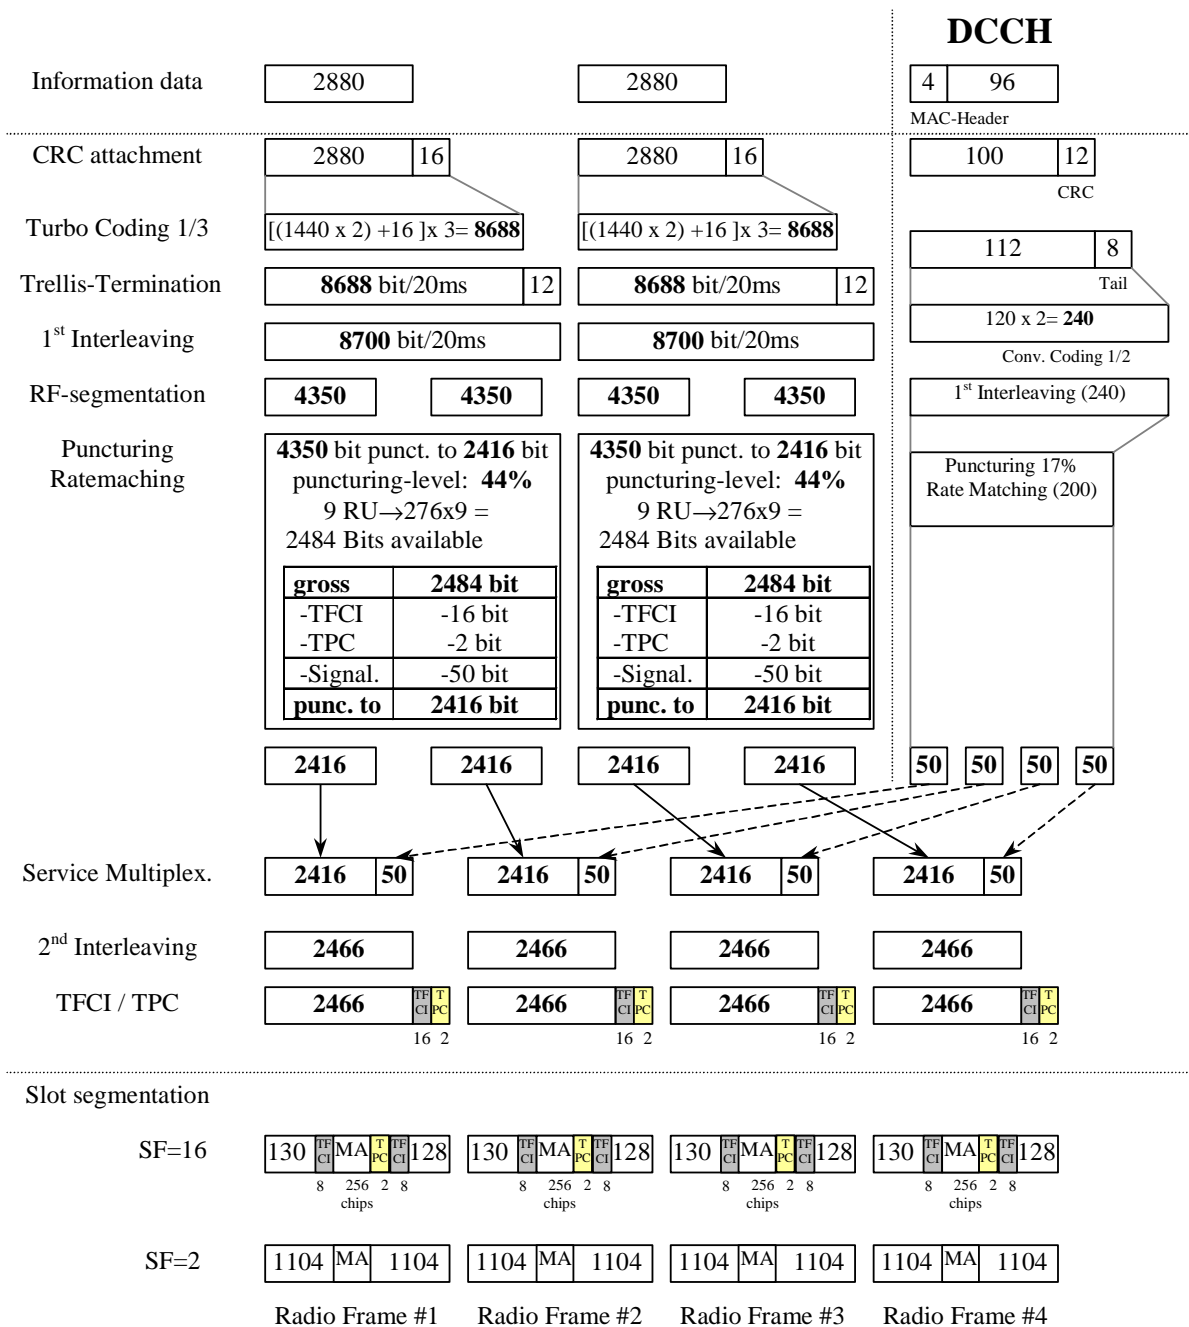 DCCH
Information data 2880 2880 4 96
MAC-Header
CRC attachment 2880 16 2880 16 100 12
CRC
Turbo Coding 1/3 [(1440 x 2) +16 ]x 3= 8688 [(1440 x 2) +16 ]x 3= 8688
112 8
Tail
Trellis-Termination 8688 bit/20ms 12 8688 bit/20ms 12
120 x 2= 240
Conv. Coding 1/2
1st Interleaving 8700 bit/20ms 8700 bit/20ms
RF-segmentation 4350 4350 4350 4350 1st Interleaving (240)
Puncturing
Ratemaching
4350 bit punct. to 2416 bit
puncturing-level: 44%
9 RU→276x9 =
2484 Bits available
gross 2484 bit
-TFCI -16 bit
-TPC -2 bit
-Signal. -50 bit
punc. to 2416 bit
4350 bit punct. to 2416 bit
puncturing-level: 44%
9 RU→276x9 =
2484 Bits available
gross 2484 bit
-TFCI -16 bit
-TPC -2 bit
-Signal. -50 bit
punc. to 2416 bit
Puncturing 17%
Rate Matching (200)
2416 2416 2416 2416 50 50 50 50
Service Multiplex. 2416 50 2416 50 2416 50 2416 50
2nd Interleaving 2466 2466 2466 2466
TFCI / TPC 2466 TFCI TPC 2466 TFCI TPC 2466 TFCI TPC 2466 TFCI TPC
16 2 16 2 16 2 16 2
Slot segmentation
SF=16 130 TFCI MA TPC TFCI 128 130 TFCI MA TPC TFCI 128 130 TFCI MA TPC TFCI 128 130 TFCI MA TPC TFCI 128
8 256 2 8 8 256 2 8 8 256 2 8 8 256 2 8
chips chips chips chips
SF=2 1104 MA 1104 1104 MA 1104 1104 MA 1104 1104 MA 1104
Radio Frame #1 Radio Frame #2 Radio Frame #3 Radio Frame #4